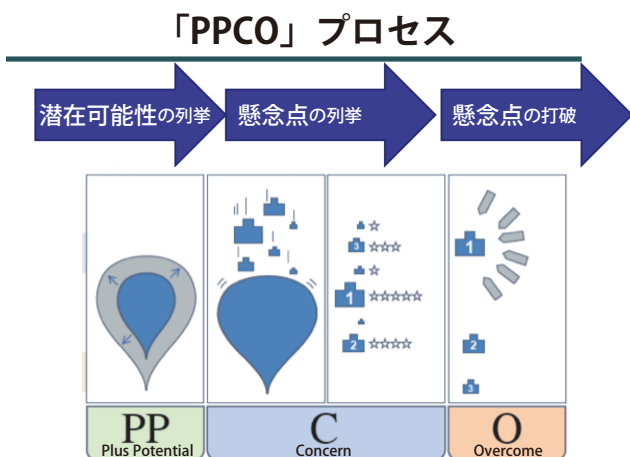 「PPCO」プロセス
潜在可能性の列挙
懸念点の列挙
懸念点の打破
☆
3 ☆☆☆
☆
1 ☆☆☆☆☆
2 ☆☆☆☆
1
2
3
PP
Plus Potential
C
Concern
O
Overcome